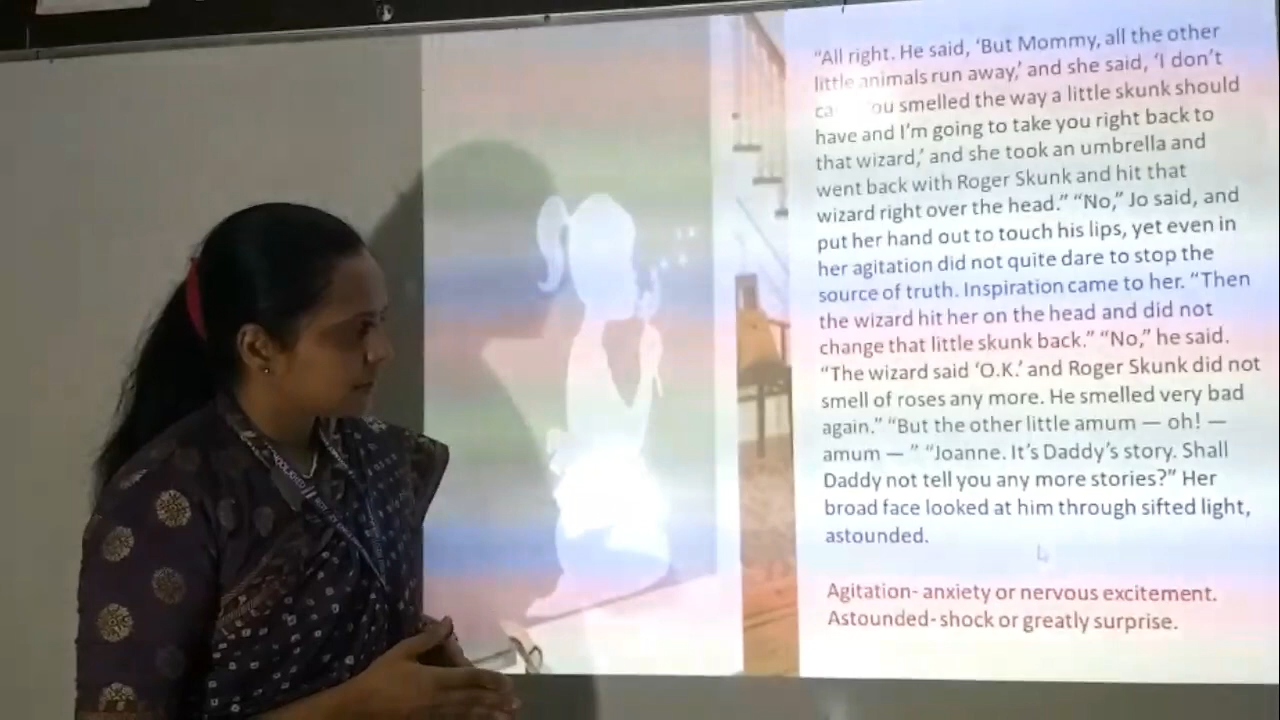 “All right. He said, ‘But Mommy, all the other
little animals run away,’ and she said, ‘I don’t
ou smelled the way a little skunk should
have and I’m going to take you right back to
that wizard,’ and she took an umbrella and
went back with Roger Skunk and hit that
wizard right over the head.” “No,” Jo said, and
put her hand out to touch his lips, yet even in
her agitation did not quite dare to stop the
source of truth. Inspiration came to her. “Then
the wizard hit her on the head and did not
change that little skunk back.” “No,” he said.
“The wizard said ‘O.K.’ and Roger Skunk did not
smell of roses any more. He smelled very bad
again.” “But the other little amum — oh! —
amum — ” “Joanne. It’s Daddy’s story. Shall
Daddy not tell you any more stories?” Her
broad face looked at him through sifted light,
astounded.
Agitation- anxiety or nervous excitement.
Astounded- shock or greatly surprise.